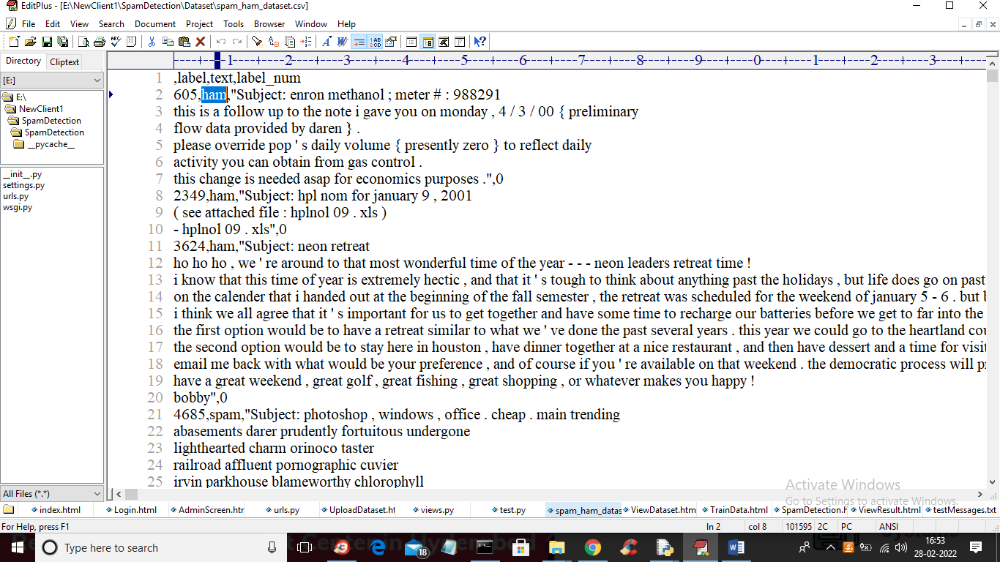 EditPlus - [E:\NewClient1\SpamDetection\Dataset\spam_ham_dataset.csv]
File Edit View Search Document Project Tools Browser Window Help
Directory Cliptext
[E:]
E:\
NewClient1
SpamDetection
SpamDetection
__pycache__
__init__.py
settings.py
urls.py
wsgi.py
All Files (*.*)
----+----1----+----2----+----3----+----4----+----5----+----6----+----7----+----8----+----9----+----0----+----1----+----2----+----3----+---
1 ,label,text,label_num
2 605,ham,"Subject: enron methanol ; meter # : 988291
3 this is a follow up to the note i gave you on monday , 4 / 3 / 00 { preliminary
4 flow data provided by daren } .
5 please override pop ' s daily volume { presently zero } to reflect daily
6 activity you can obtain from gas control .
7 this change is needed asap for economics purposes .",0
8 2349,ham,"Subject: hpl nom for january 9 , 2001
9 ( see attached file : hplnol 09 . xls )
10 - hplnol 09 . xls",0
11 3624,ham,"Subject: neon retreat
12 ho ho ho , we ' re around to that most wonderful time of the year - - - neon leaders retreat time !
13 i know that this time of year is extremely hectic , and that it ' s tough to think about anything past the holidays , but life does go on past
14 on the calender that i handed out at the beginning of the fall semester , the retreat was scheduled for the weekend of january 5 - 6 . but
15 i think we all agree that it ' s important for us to get together and have some time to recharge our batteries before we get to far into the
16 the first option would be to have a retreat similar to what we ' ve done the past several years . this year we could go to the heartland cou
17 the second option would be to stay here in houston , have dinner together at a nice restaurant , and then have dessert and a time for visit
18 email me back with what would be your preference , and of course if you ' re available on that weekend . the democratic process will pr
19 have a great weekend , great golf , great fishing , great shopping , or whatever makes you happy !
20 bobby",0
21 4685,spam,"Subject: photoshop , windows , office . cheap . main trending
22 abasements darer prudently fortuitous undergone
23 lighthearted charm orinoco taster
24 railroad affluent pornographic cuvier
25 irvin parkhouse blameworthy chlorophyll
Activate Windows
Go to Settings to activate Windows.
index.html Login.html AdminScreen.htm urls.py UploadDataset.ht views.py test.py spam_ham_datas ViewDataset.htm TrainData.html SpamDetection.h ViewResult.html testMessages.txt
For Help, press F1 ln 2 col 8 101595 2C PC ANSI
Type here to search
18
16:53
28-02-2022